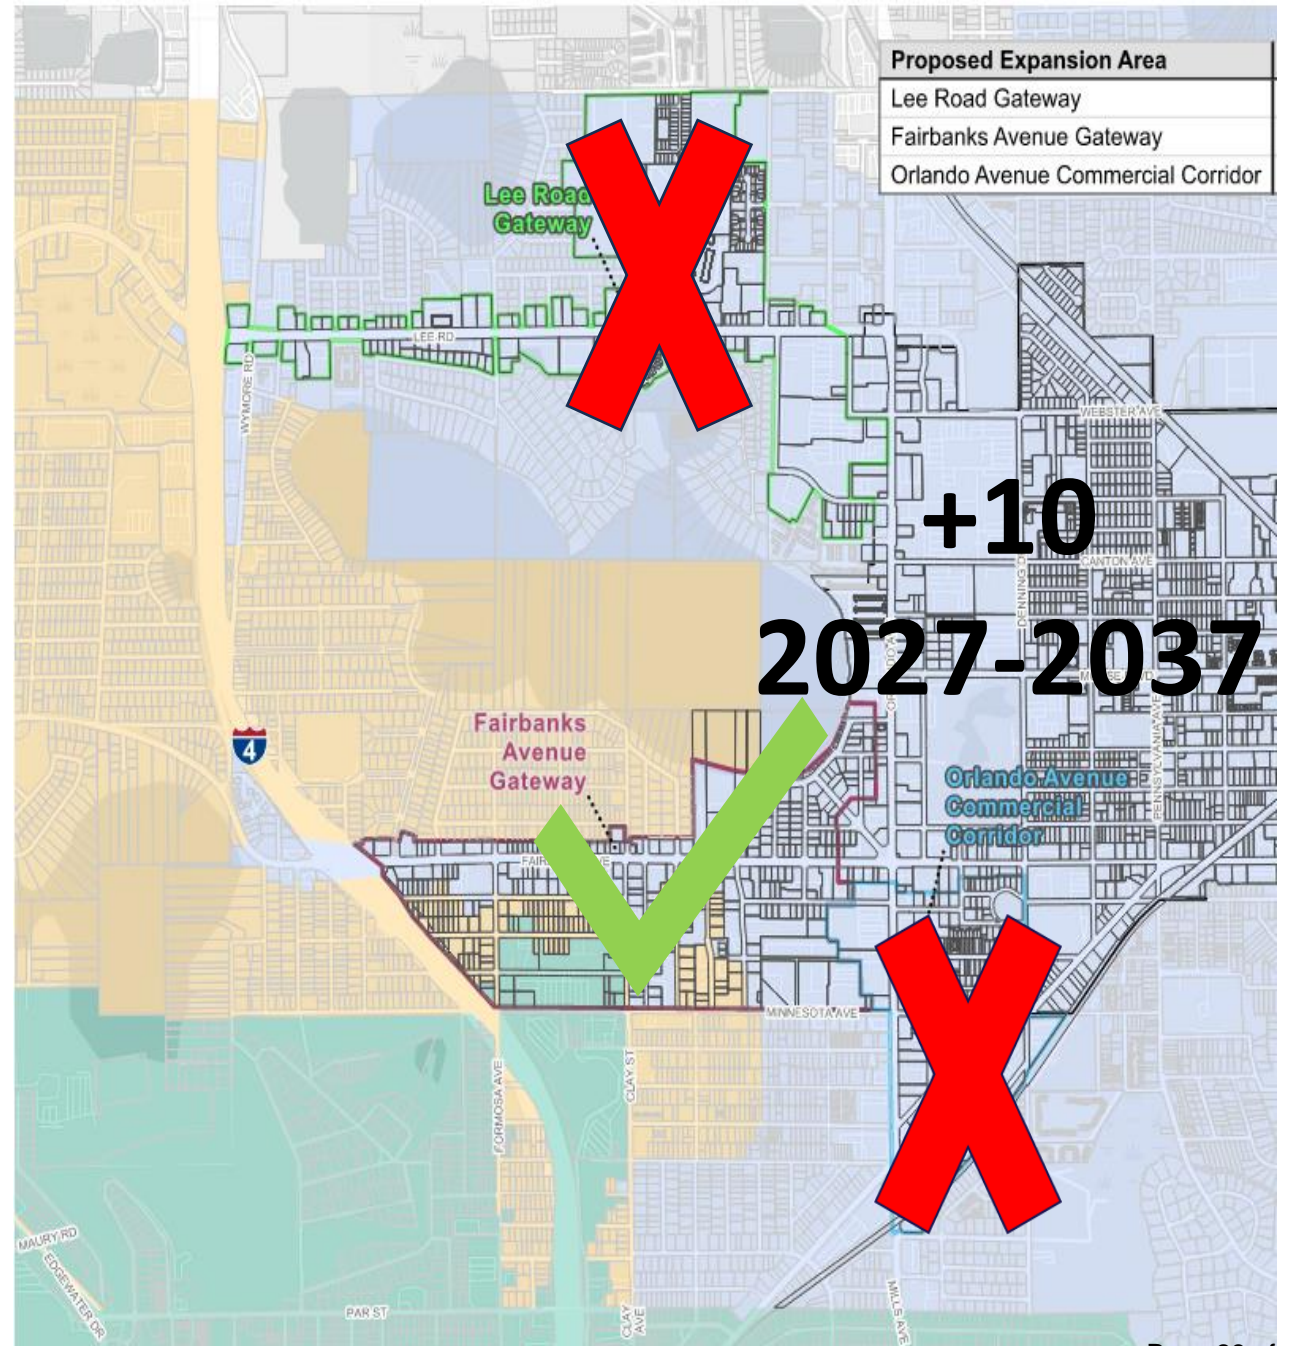 Proposed Expansion Area
Lee Road Gateway
Fairbanks Avenue Gateway
Orlando Avenue Commercial Corridor
Lee Road
Gateway
LEE RD
WYMORE RD
WEBSTER AVE
+10
CANTON AVE
DENNING D
2027-2037
PENNSYLVANIA AVE
4
Fairbanks
Avenue
Gateway
Orlando Avenue
Commercial
Corridor
MINNESOTA AVE
FORMOSA AVE
CLAY ST
MAURY RD
EDGEWATER DR
PAR ST
CLAY
AVE
MILLS AVE